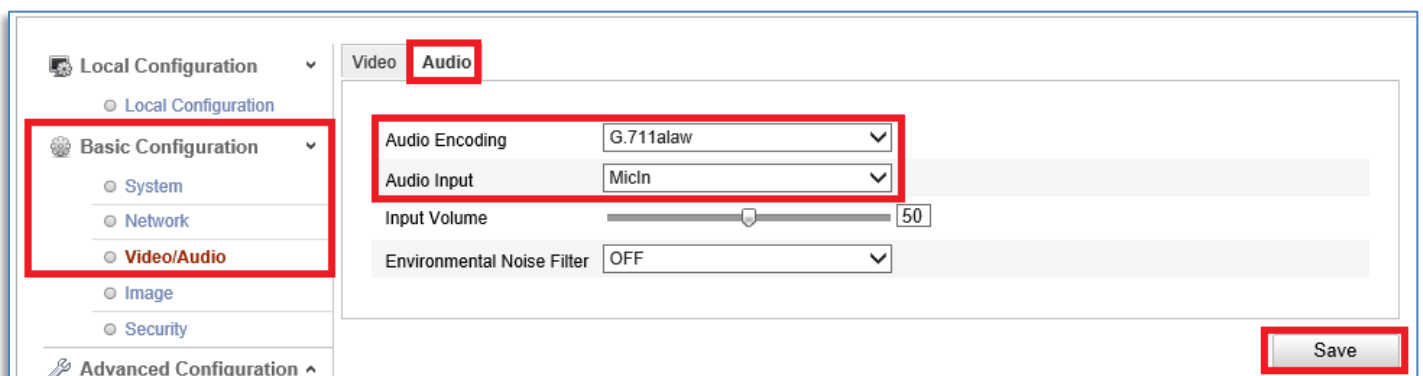 Local Configuration
Local Configuration
Basic Configuration
System
Network
Video/Audio
Image
Security
Advanced Configuration
Video Audio
Audio Encoding G.711alaw
Audio Input MicIn
Input Volume 50
Environmental Noise Filter OFF
Save